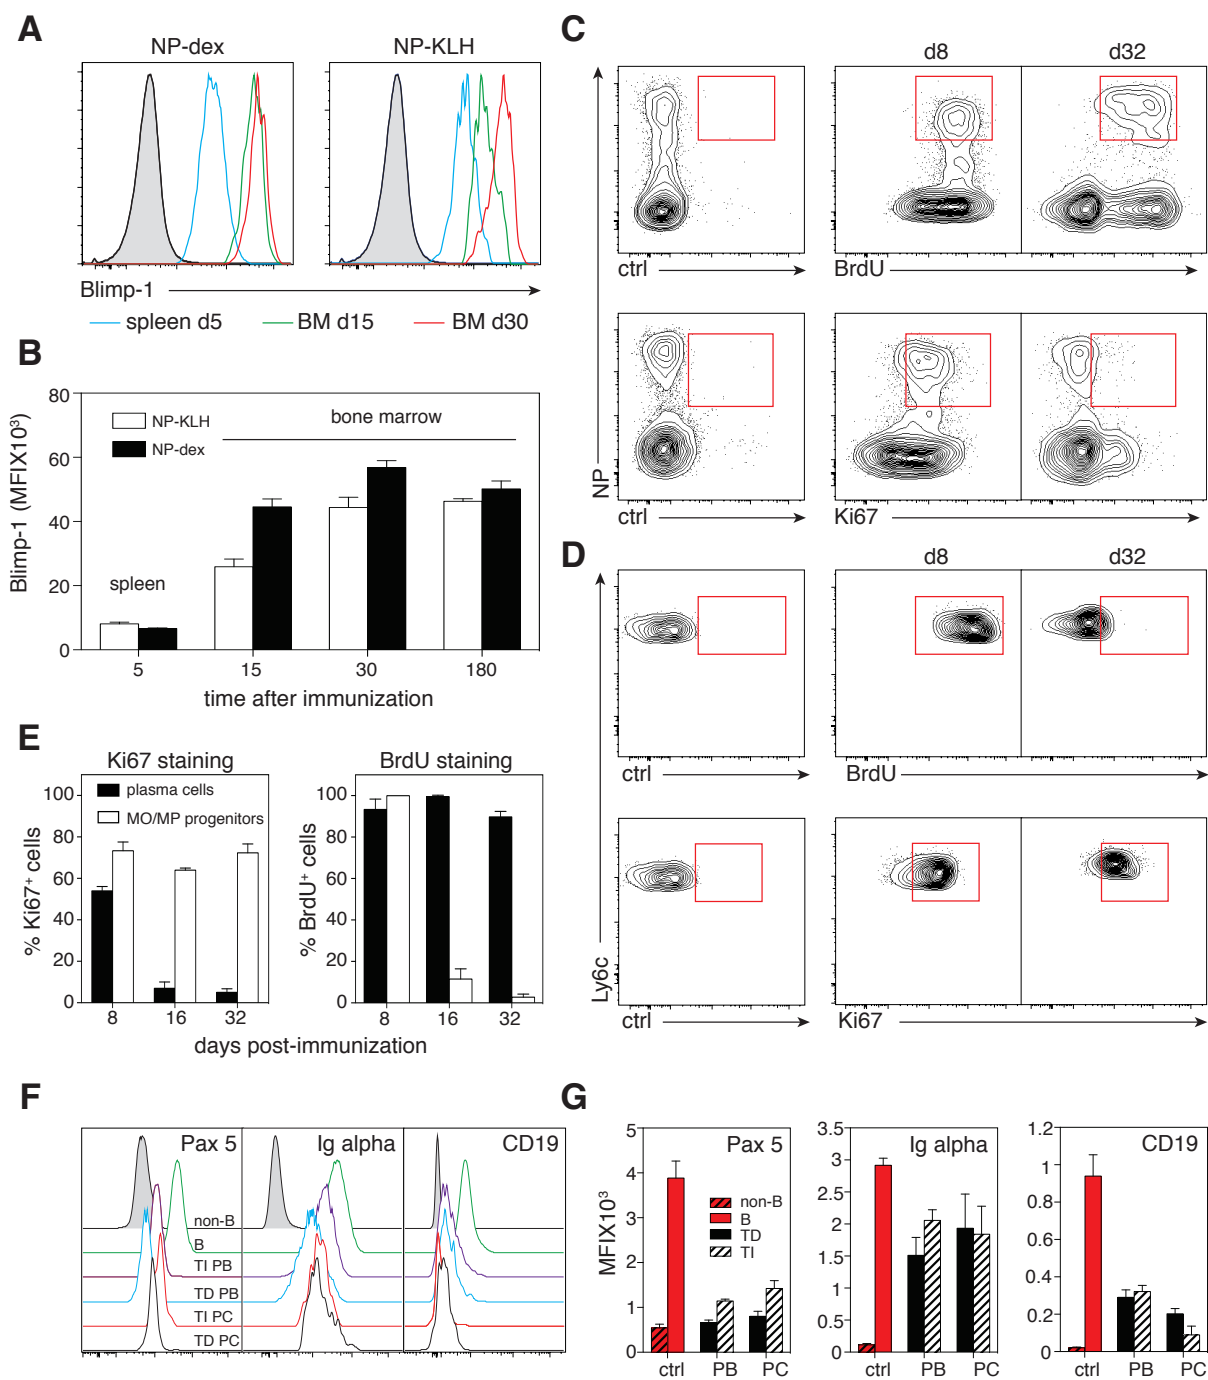 A
NP-dex
NP-KLH
Blimp-1
spleen d5
BM d15
BM d30
B
80
60
40
20
0
Blimp-1 (MFIX10³)
NP-KLH
NP-dex
bone marrow
spleen
5
15
30
180
time after immunization
C
d8
d32
ctrl
BrdU
NP
ctrl
Ki67
D
d8
d32
ctrl
BrdU
Ly6c
ctrl
Ki67
E
Ki67 staining
BrdU staining
100
80
60
40
20
0
% Ki67⁺ cells
plasma cells
MO/MP progenitors
8
16
32
100
80
60
40
20
0
% BrdU⁺ cells
8
16
32
days post-immunization
F
Pax 5
Ig alpha
CD19
non-B
B
TI PB
TD PB
TI PC
TD PC
G
MFIX10³
5
4
3
2
1
0
Pax 5
non-B
B
TD
TI
ctrl
PB
PC
3.5
3
2.5
2
1.5
1
0.5
0
Ig alpha
ctrl
PB
PC
1.2
1
0.8
0.6
0.4
0.2
0
CD19
ctrl
PB
PC